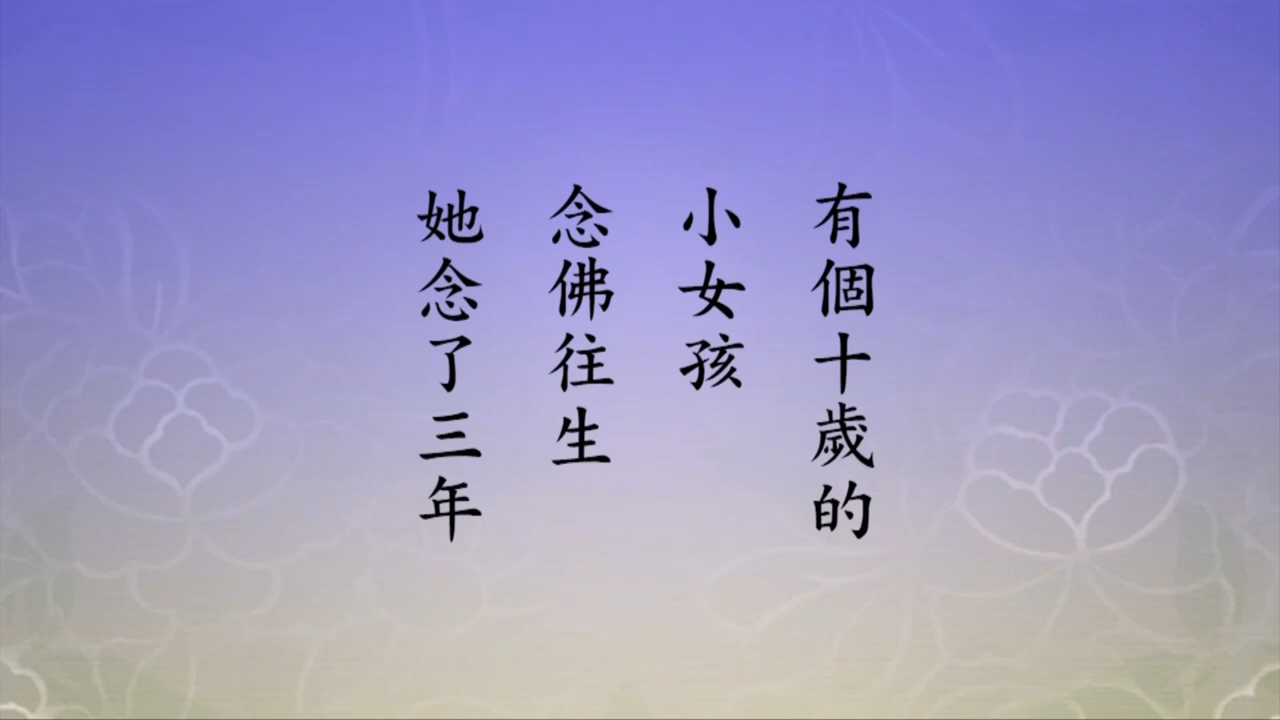 有個十歲的
小女孩
念佛往生
她念了三年